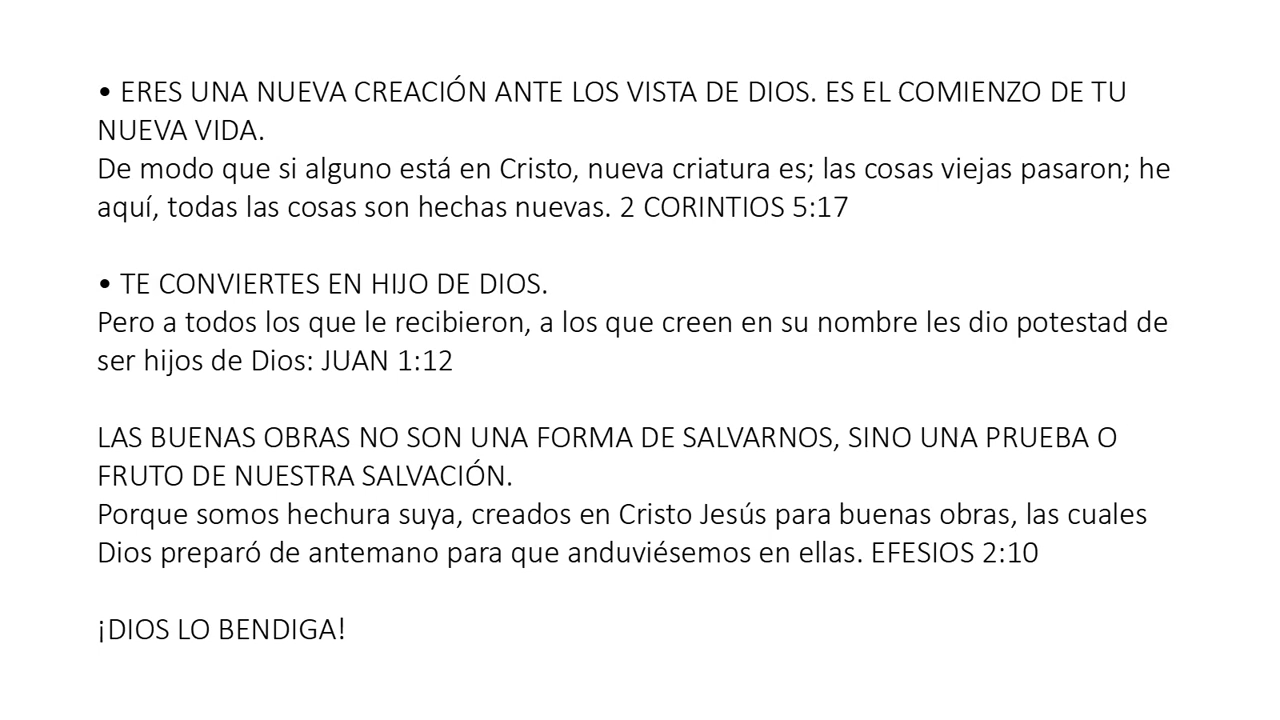 • ERES UNA NUEVA CREACIÓN ANTE LOS VISTA DE DIOS. ES EL COMIENZO DE TU
NUEVA VIDA.
De modo que si alguno está en Cristo, nueva criatura es; las cosas viejas pasaron; he
aquí, todas las cosas son hechas nuevas. 2 CORINTIOS 5:17
• TE CONVIERTES EN HIJO DE DIOS.
Pero a todos los que le recibieron, a los que creen en su nombre les dio potestad de
ser hijos de Dios: JUAN 1:12
LAS BUENAS OBRAS NO SON UNA FORMA DE SALVARNOS, SINO UNA PRUEBA O
FRUTO DE NUESTRA SALVACIÓN.
Porque somos hechura suya, creados en Cristo Jesús para buenas obras, las cuales
Dios preparó de antemano para que anduviésemos en ellas. EFESIOS 2:10
¡DIOS LO BENDIGA!